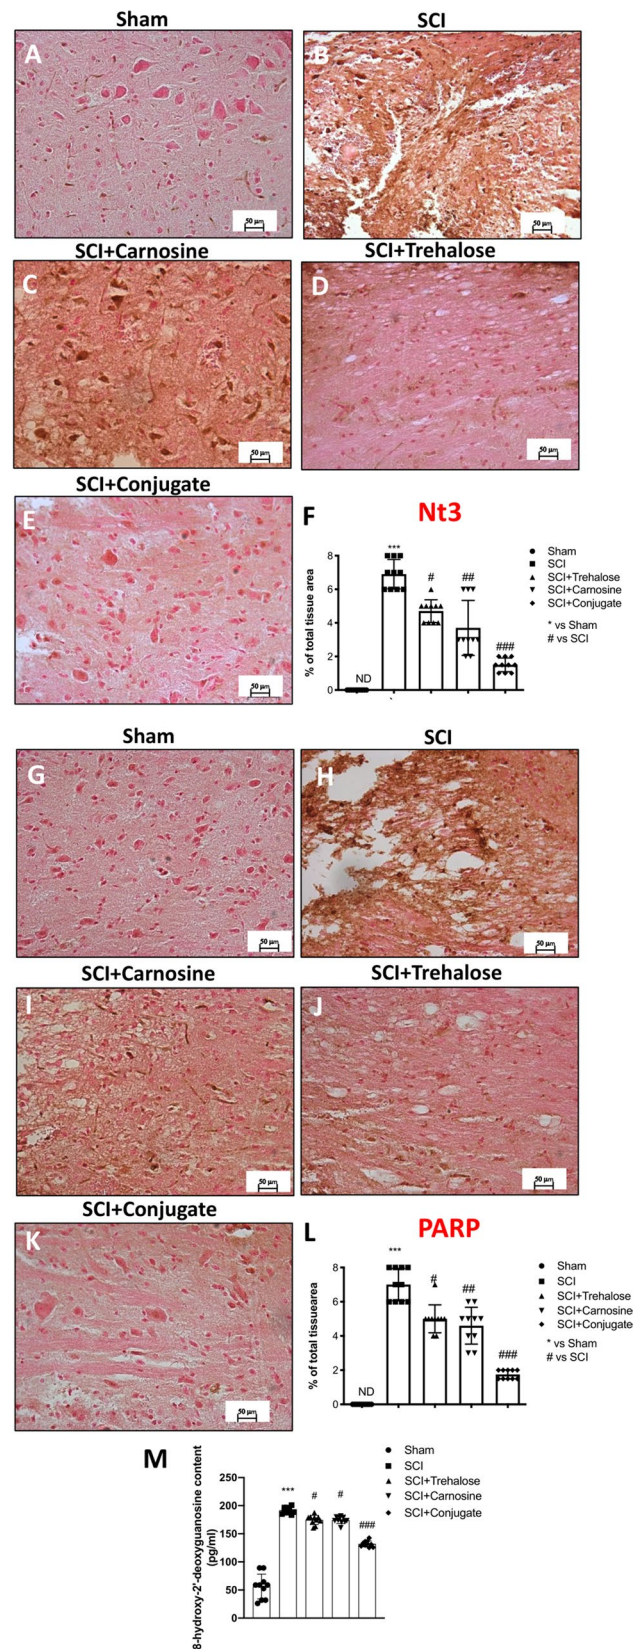 Sham
SCI
A
B
50 µm
50 µm
SCI+Carnosine
SCI+Trehalose
C
D
50 µm
50 µm
SCI+Conjugate
E
50 µm
F
Nt3
% of total tissue area
8
6
4
2
0
ND
***
#
##
###
Sham
SCI
SCI+Trehalose
SCI+Carnosine
SCI+Conjugate
* vs Sham
# vs SCI
Sham
SCI
G
H
50 µm
50 µm
SCI+Carnosine
SCI+Trehalose
I
J
50 µm
50 µm
SCI+Conjugate
K
50 µm
L
PARP
% of total tissuearea
8
6
4
2
0
ND
***
#
##
###
Sham
SCI
SCI+Trehalose
SCI+Carnosine
SCI+Conjugate
* vs Sham
# vs SCI
M
8-hydroxy-2'-deoxyguanosine content
(pg/ml)
250
200
150
100
50
0
***
#
#
###
Sham
SCI
SCI+Trehalose
SCI+Carnosine
SCI+Conjugate